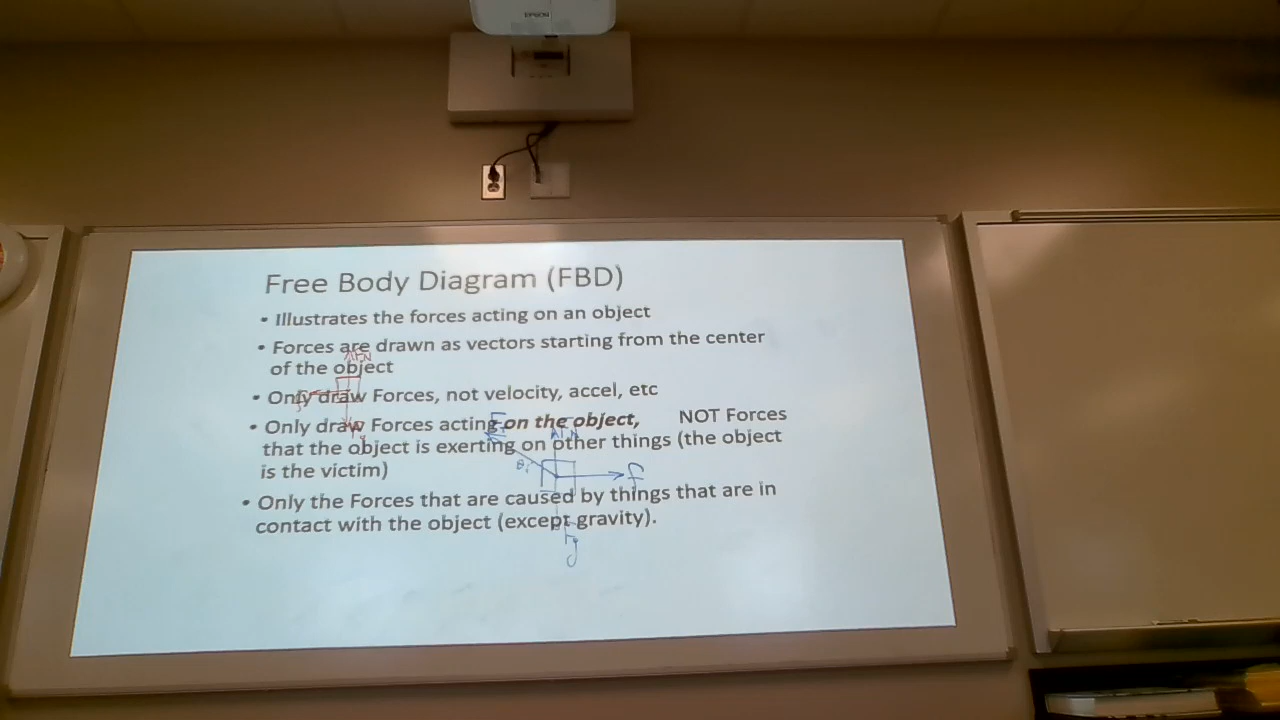 EPSON
Free Body Diagram (FBD)
• Illustrates the forces acting on an object
• Forces are drawn as vectors starting from the center
of the object
• Only draw Forces, not velocity, accel, etc
• Only draw Forces acting on the object, NOT Forces
that the object is exerting on other things (the object
is the victim)
• Only the Forces that are caused by things that are in
contact with the object (except gravity).
θ
f
Fg